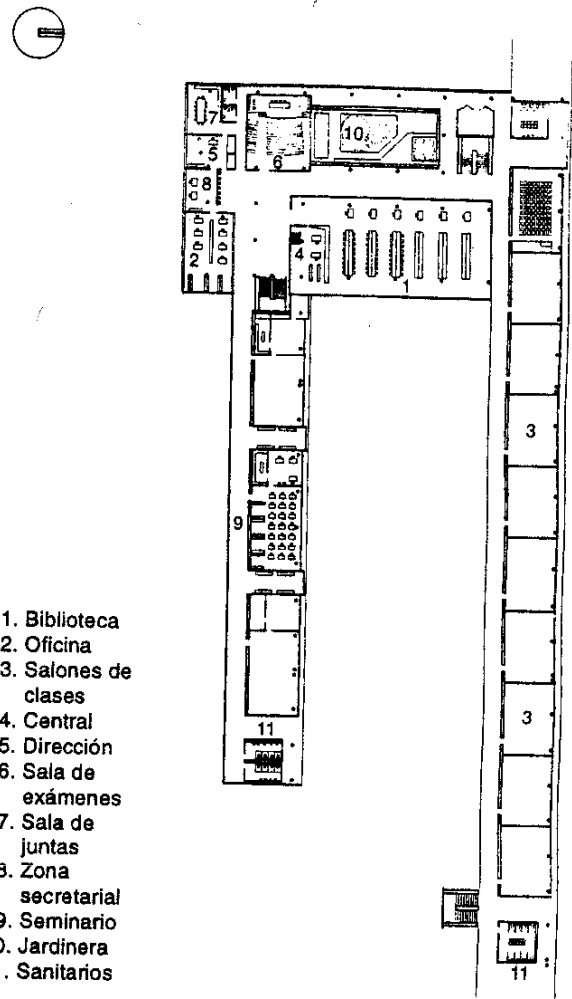 7
10
5
6
8
2
4
1
3
9
3
11
11
1. Biblioteca
2. Oficina
3. Salones de
clases
4. Central
5. Dirección
6. Sala de
exámenes
7. Sala de
juntas
8. Zona
secretarial
9. Seminario
0. Jardinera
. Sanitarios